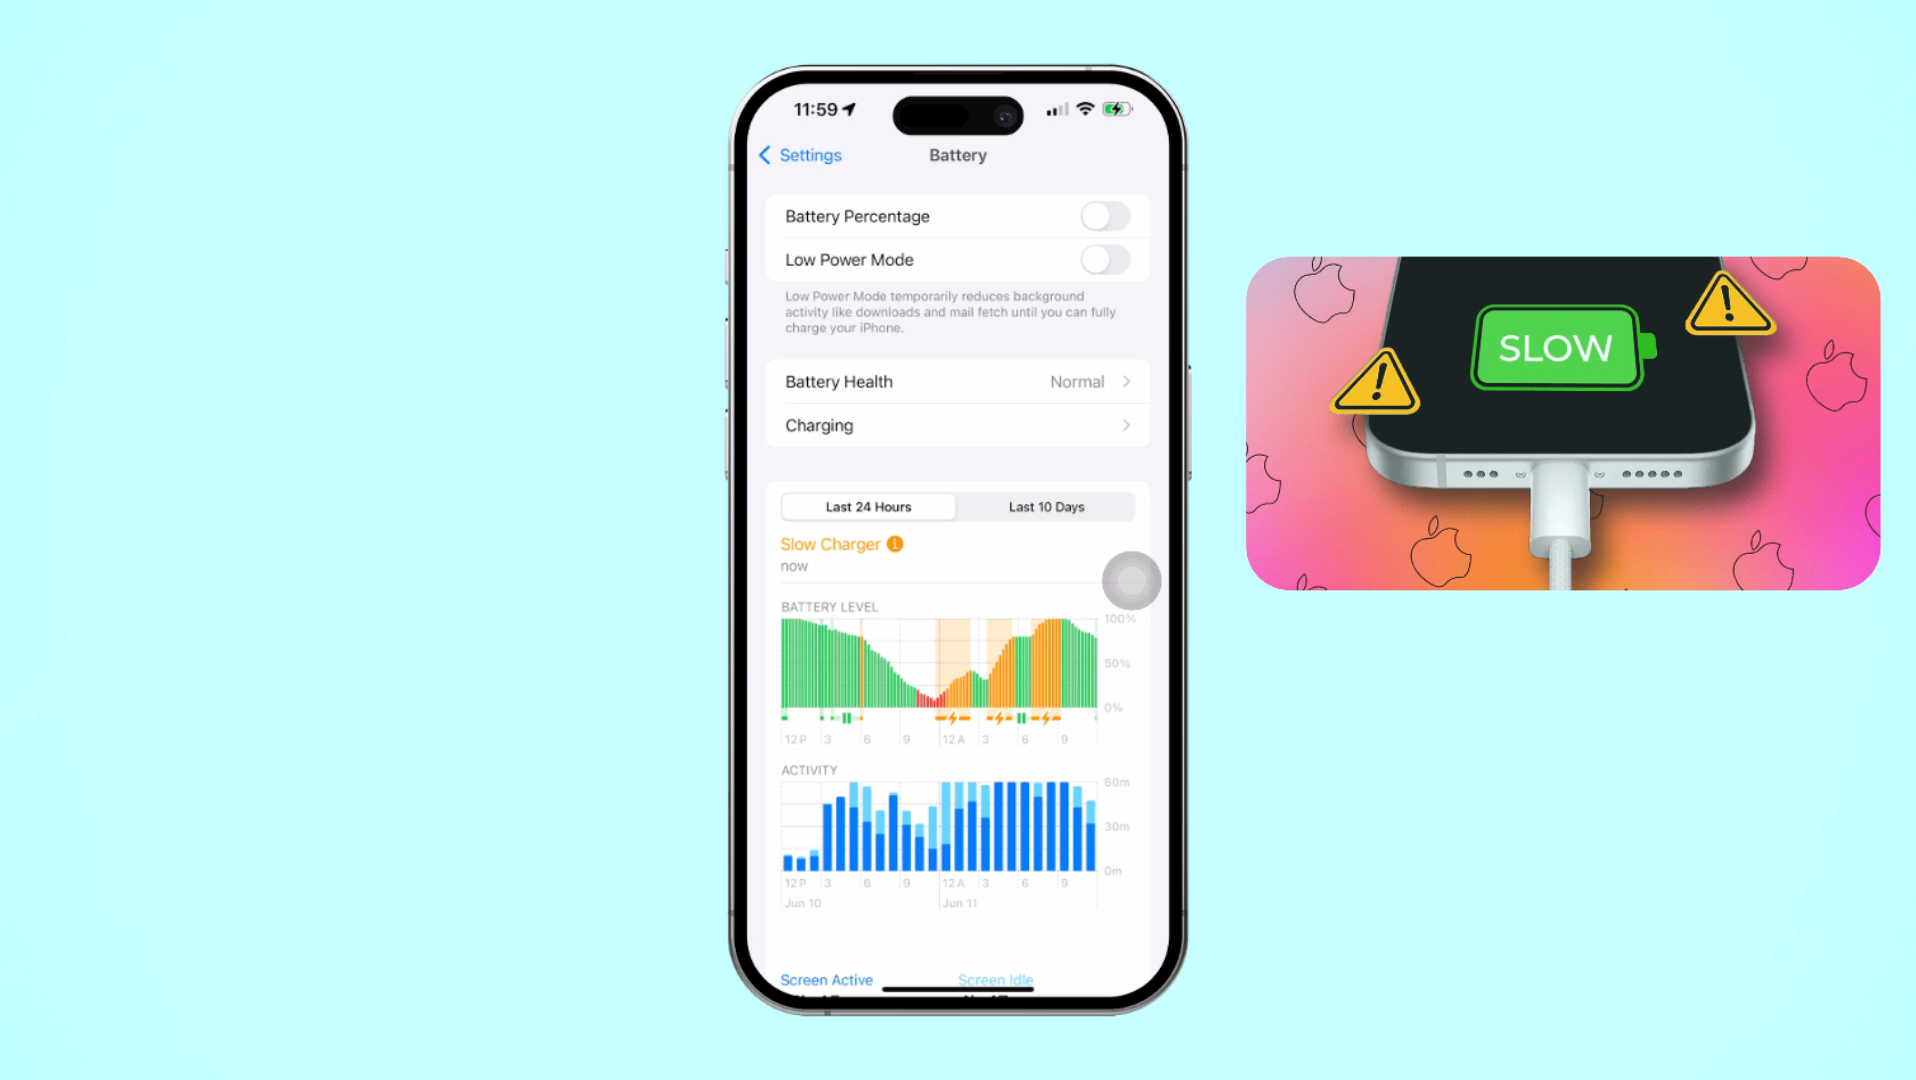 11:59
Settings
Battery
Battery Percentage
Low Power Mode
Low Power Mode temporarily reduces background
activity like downloads and mail fetch until you can fully
charge your iPhone.
Battery Health Normal
Charging
Last 24 Hours Last 10 Days
Slow Charger
now
BATTERY LEVEL
100%
50%
0%
12 P 3 6 9 12 A 3 6 9
ACTIVITY
60m
30m
0m
12 P 3 6 9 12 A 3 6 9
Jun 10 Jun 11
Screen Active Screen Idle
SLOW